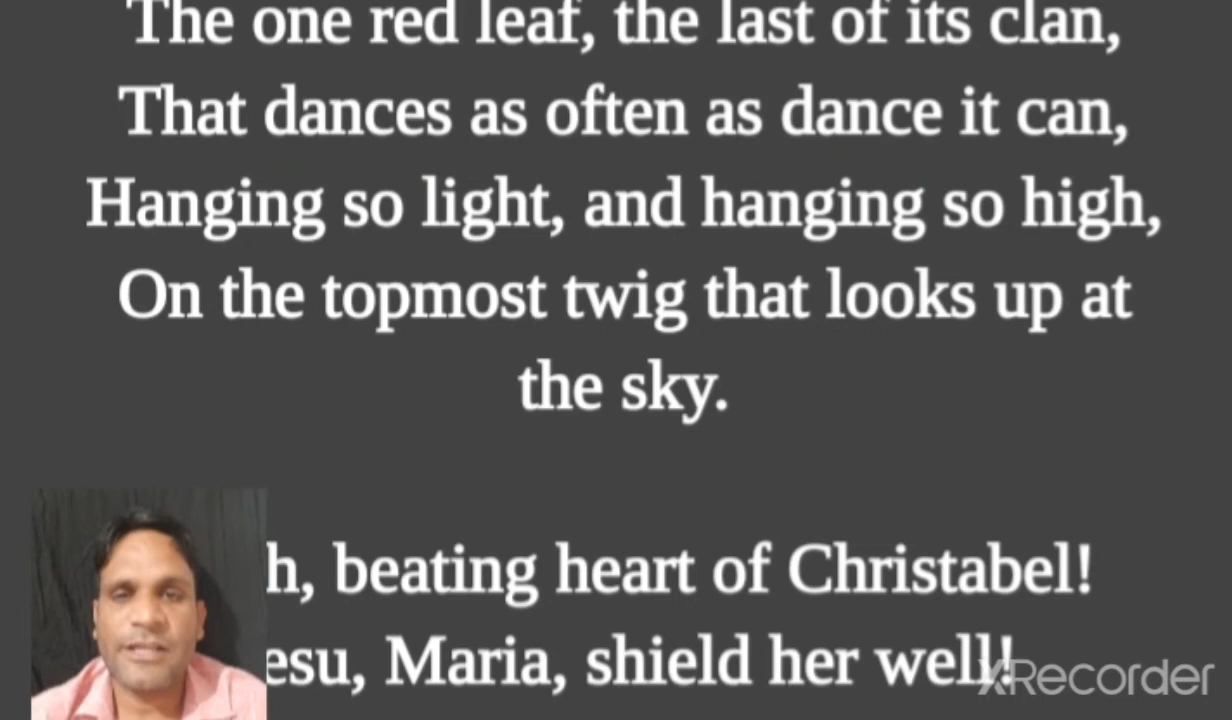 The one red leaf, the last of its clan,
That dances as often as dance it can,
Hanging so light, and hanging so high,
On the topmost twig that looks up at
the sky.
h, beating heart of Christabel!
esu, Maria, shield her well!
XRecorder